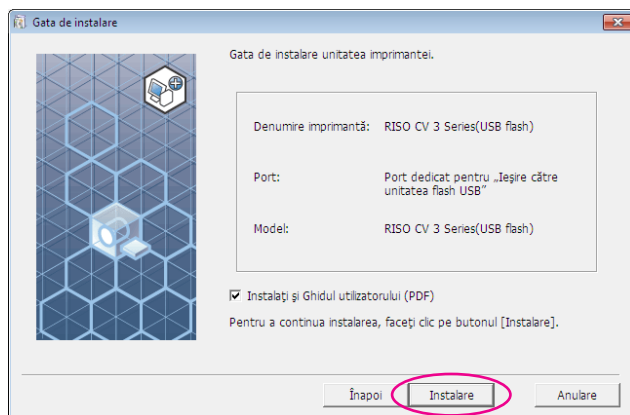 Gata de instalare
Gata de instalare unitatea imprimantei.
Denumire imprimantă: RISO CV 3 Series(USB flash)
Port: Port dedicat pentru „Ieşire către
unitatea flash USB”
Model: RISO CV 3 Series(USB flash)
Instalaţi şi Ghidul utilizatorului (PDF)
Pentru a continua instalarea, faceţi clic pe butonul [Instalare].
Înapoi Instalare Anulare